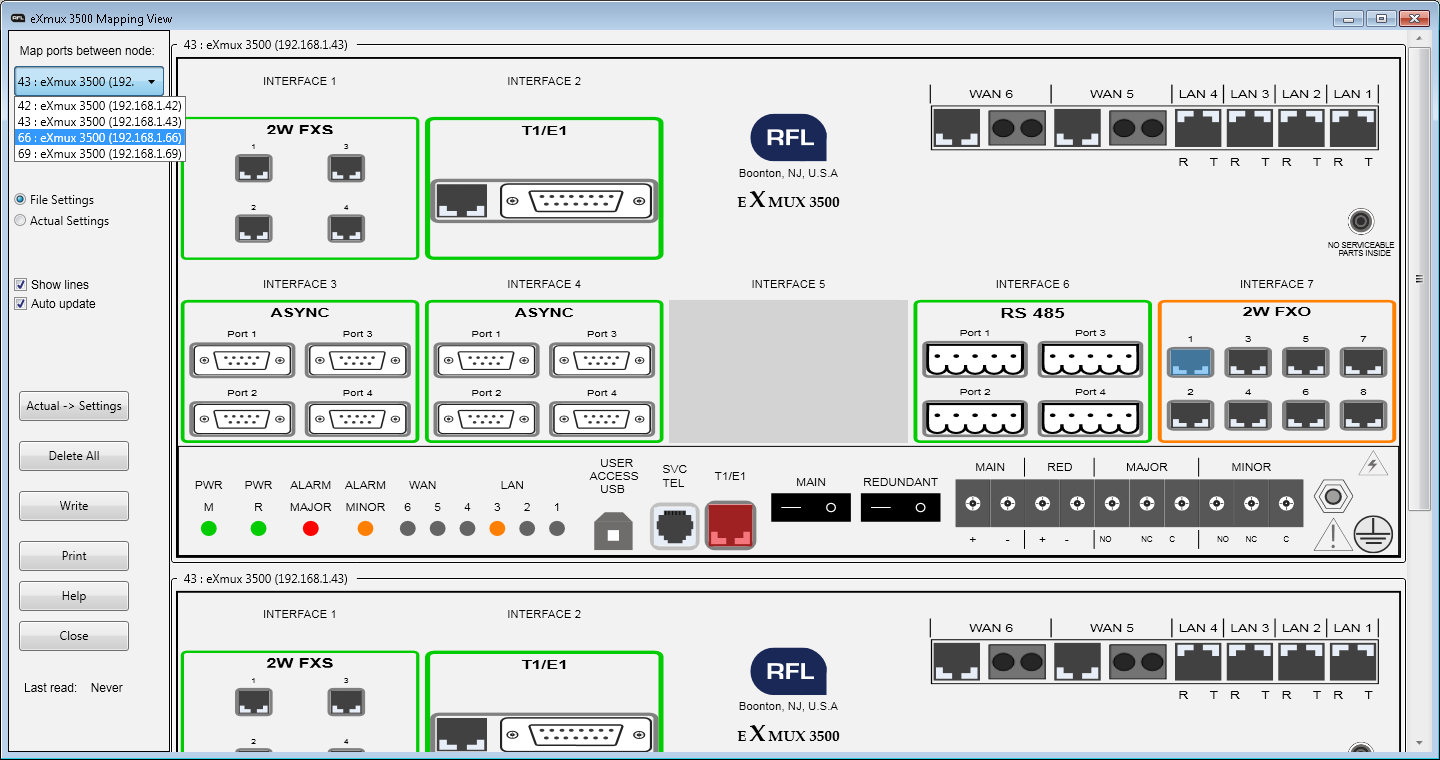 RFL eXmux 3500 Mapping View
Map ports between node:
43 : eXmux 3500 (192.
42 : eXmux 3500 (192.168.1.42)
43 : eXmux 3500 (192.168.1.43)
66 : eXmux 3500 (192.168.1.66)
69 : eXmux 3500 (192.168.1.69)
File Settings
Actual Settings
Show lines
Auto update
Actual -> Settings
Delete All
Write
Print
Help
Close
Last read: Never
43 : eXmux 3500 (192.168.1.43)
INTERFACE 1 INTERFACE 2
WAN 6 WAN 5 LAN 4 LAN 3 LAN 2 LAN 1
2W FXS T1/E1
1 3
2 4
RFL
Boonton, NJ, U.S.A
EXMUX 3500
R T R T R T
NO SERVICEABLE
PARTS INSIDE
INTERFACE 3 INTERFACE 4 INTERFACE 5 INTERFACE 6 INTERFACE 7
ASYNC ASYNC RS 485 2W FXO
Port 1 Port 3 Port 1 Port 3 Port 1 Port 3 1 3 5 7
Port 2 Port 4 Port 2 Port 4 Port 2 Port 4 2 4 6 8
PWR PWR ALARM ALARM WAN LAN
M R MAJOR MINOR 6 5 4 3 2 1
USER
ACCESS
USB
SVC
TEL
T1/E1
MAIN REDUNDANT
MAIN RED MAJOR MINOR
+ - + - NO NC C NO NC C
43 : eXmux 3500 (192.168.1.43)
INTERFACE 1 INTERFACE 2
WAN 6 WAN 5 LAN 4 LAN 3 LAN 2 LAN 1
2W FXS T1/E1
1 3
2 4
RFL
Boonton, NJ, U.S.A
EXMUX 3500
R T R T R T